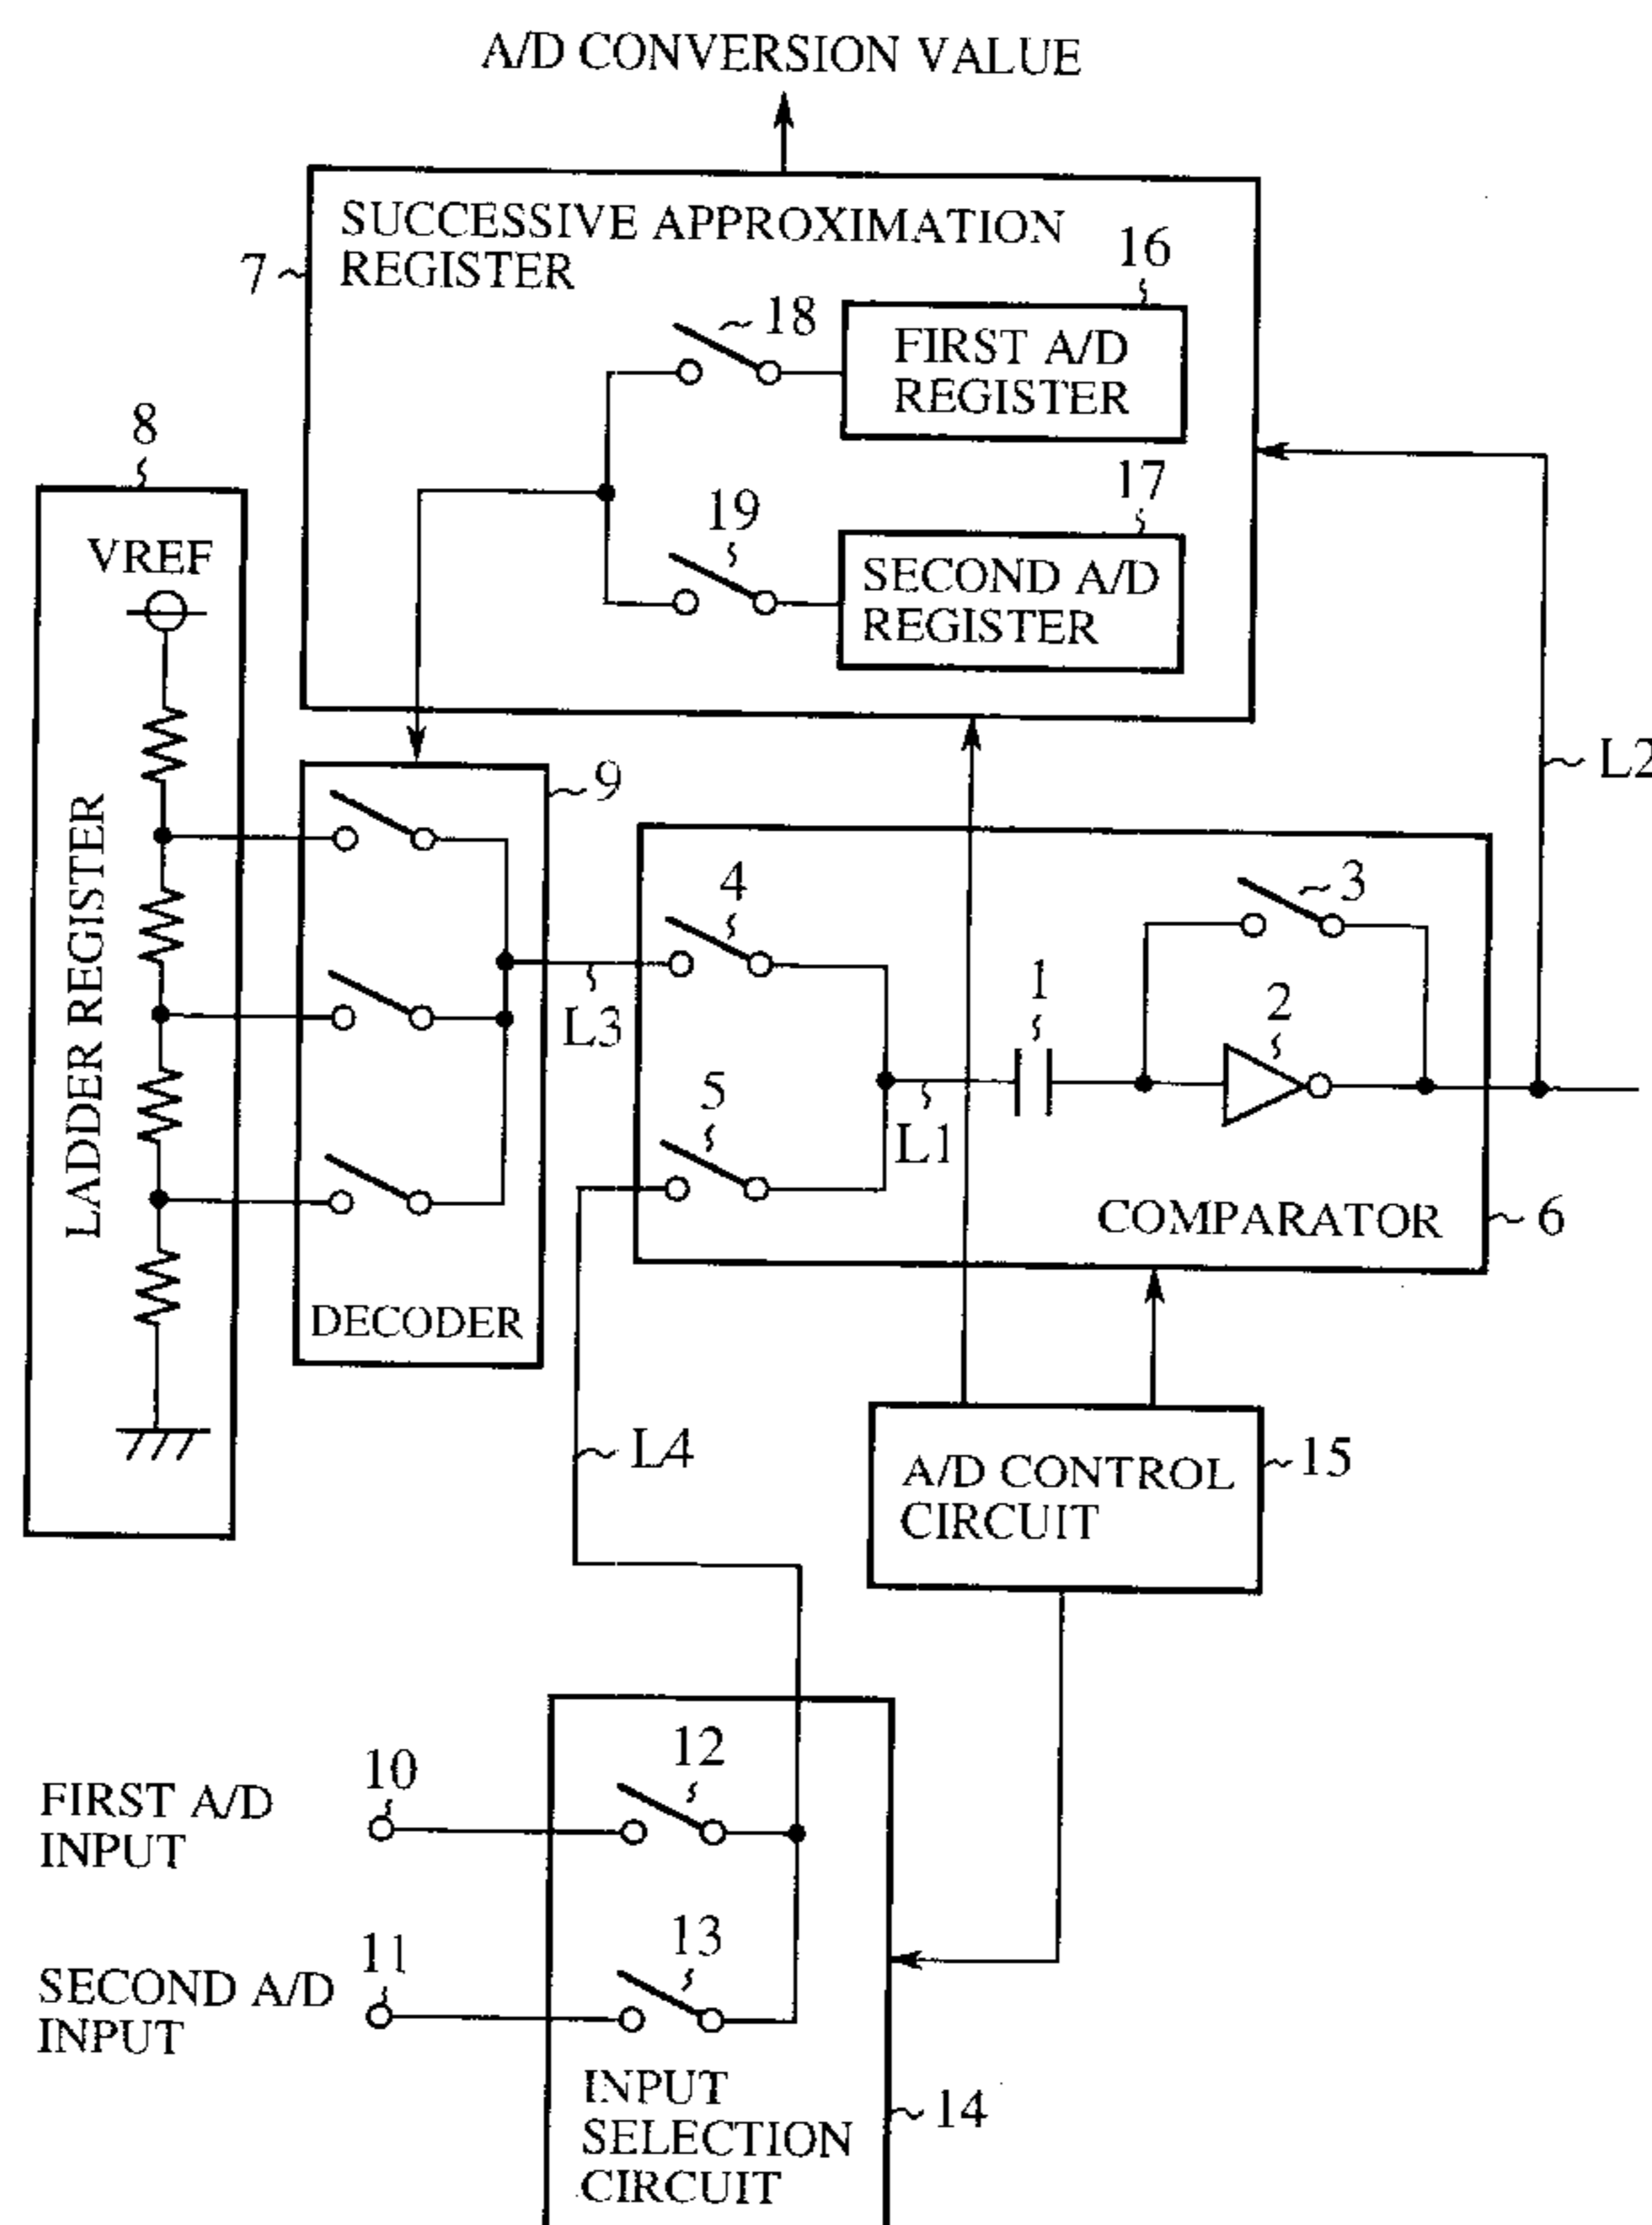 A/D CONVERSION VALUE
SUCCESSIVE APPROXIMATION
REGISTER
7
16
18
FIRST A/D
REGISTER
8
17
19
VREF
SECOND A/D
REGISTER
L2
9
LADDER REGISTER
4
3
1
2
L3
5
L1
COMPARATOR
6
DECODER
L4
A/D CONTROL
CIRCUIT
15
12
10
FIRST A/D
INPUT
13
11
SECOND A/D
INPUT
INPUT
SELECTION
CIRCUIT
14